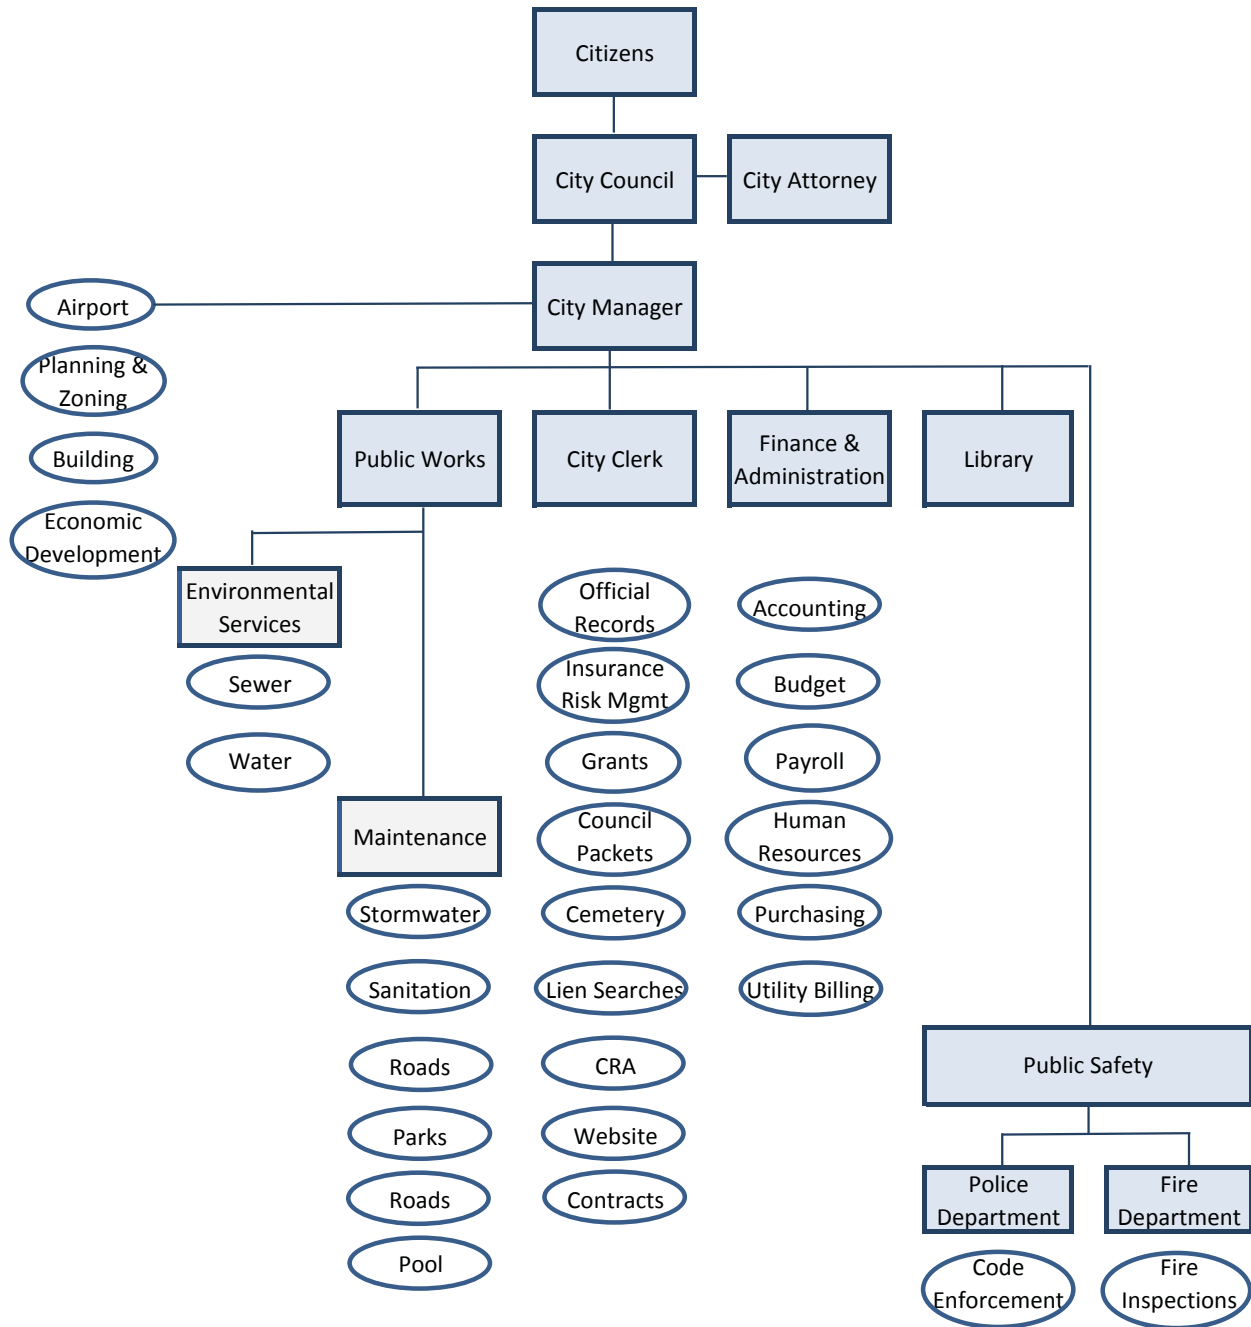 Citizens
City Council
City Attorney
City Manager
Airport
Planning &
Zoning
Building
Economic
Development
Public Works
City Clerk
Finance &
Administration
Library
Environmental
Services
Sewer
Water
Maintenance
Stormwater
Sanitation
Roads
Parks
Roads
Pool
Official
Records
Insurance
Risk Mgmt
Grants
Council
Packets
Cemetery
Lien Searches
CRA
Website
Contracts
Accounting
Budget
Payroll
Human
Resources
Purchasing
Utility Billing
Public Safety
Police
Department
Code
Enforcement
Fire
Department
Fire
Inspections